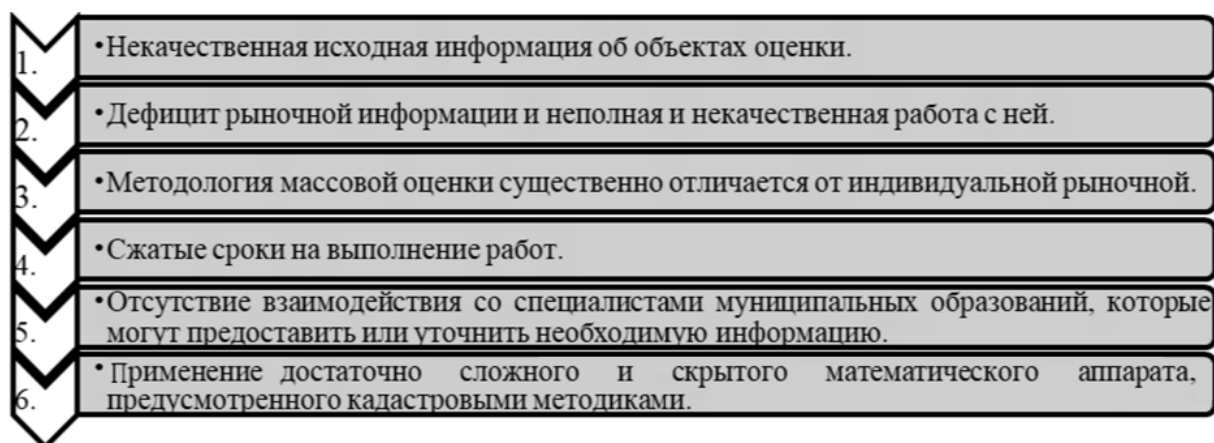 1. •Некачественная исходная информация об объектах оценки.
2. •Дефицит рыночной информации и неполная и некачественная работа с ней.
3. •Методология массовой оценки существенно отличается от индивидуальной рыночной.
4. •Сжатые сроки на выполнение работ.
5. •Отсутствие взаимодействия со специалистами муниципальных образований, которые
могут предоставить или уточнить необходимую информацию.
6. •Применение достаточно сложного и скрытого математического аппарата,
предусмотренного кадастровыми методиками.